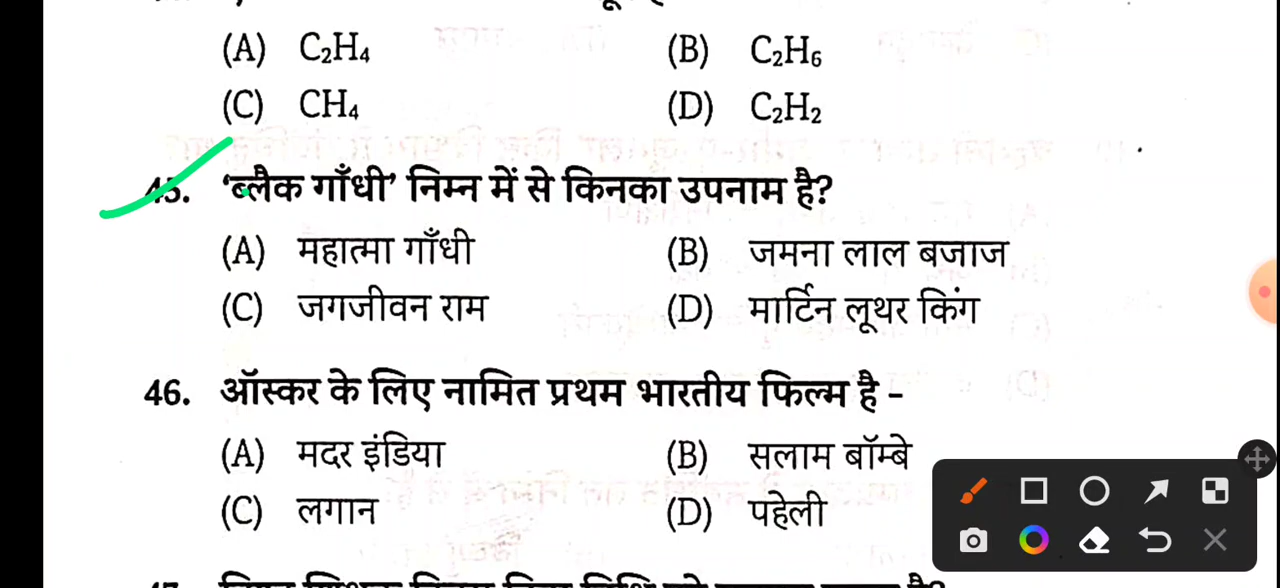 (A) C₂H₄ (B) C₂H₆
(C) CH₄ (D) C₂H₂
45. ‘ब्लैक गाँधी’ निम्न में से किनका उपनाम है?
(A) महात्मा गाँधी (B) जमना लाल बजाज
(C) जगजीवन राम (D) मार्टिन लूथर किंग
46. ऑस्कर के लिए नामित प्रथम भारतीय फिल्म है –
(A) मदर इंडिया (B) सलाम बॉम्बे
(C) लगान (D) पहेली